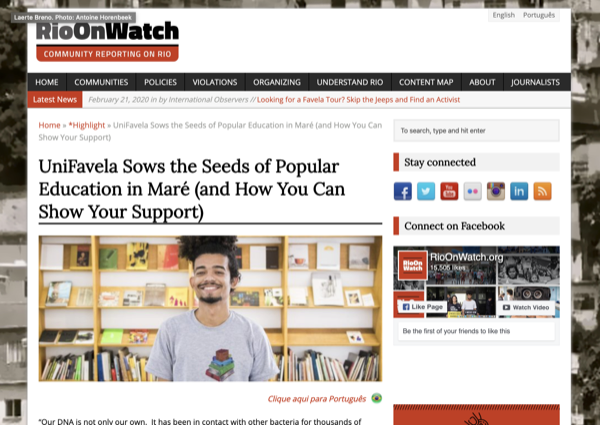 Laerte Breno. Photo: Antoine Horenbeek
English Português
RioOnWatch
COMMUNITY REPORTING ON RIO
HOME COMMUNITIES POLICIES VIOLATIONS ORGANIZING UNDERSTAND RIO CONTENT MAP ABOUT JOURNALISTS
Latest News February 21, 2020 in by International Observers // Looking for a Favela Tour? Skip the Jeeps and Find an Activist
Home » *Highlight » UniFavela Sows the Seeds of Popular Education in Maré (and How You Can
Show Your Support)
UniFavela Sows the Seeds of Popular
Education in Maré (and How You Can
Show Your Support)
Clique aqui para Português
"Our DNA is not only our own. It has been in contact with other bacteria for thousands of
To search, type and hit enter
Stay connected
You
Tube
in
Connect on Facebook
RioOnWatch
RioOnWatch.org
15,505 likes
Like Page
Watch Video
Be the first of your friends to like this